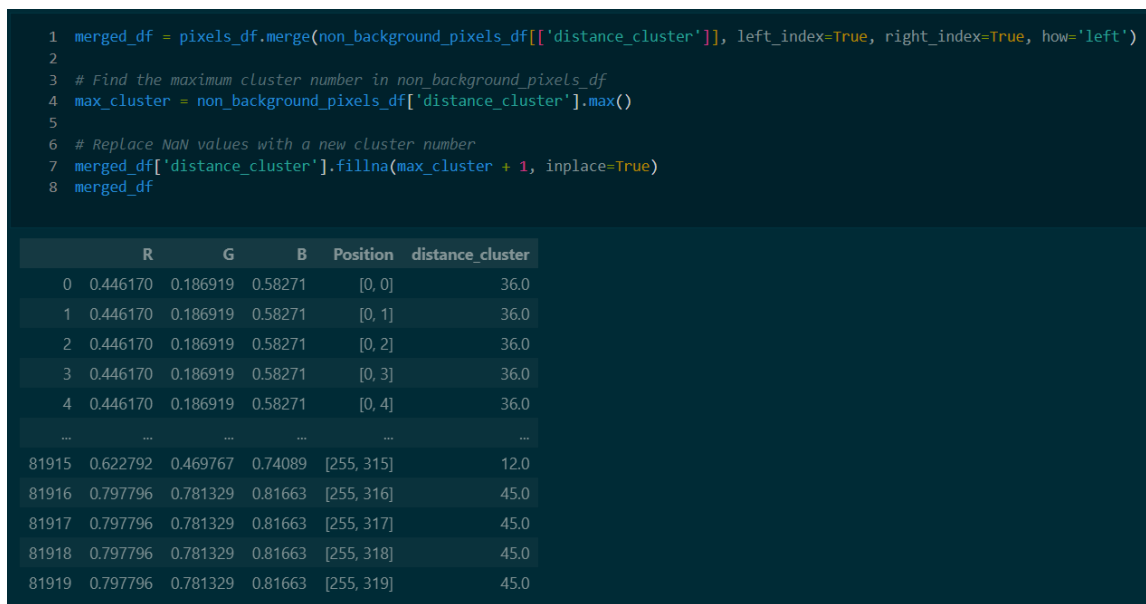 1 merged_df = pixels_df.merge(non_background_pixels_df[['distance_cluster']], left_index=True, right_index=True, how='left')
2
3 # Find the maximum cluster number in non_background_pixels_df
4 max_cluster = non_background_pixels_df['distance_cluster'].max()
5
6 # Replace NaN values with a new cluster number
7 merged_df['distance_cluster'].fillna(max_cluster + 1, inplace=True)
8 merged_df
R G B Position distance_cluster
0 0.446170 0.186919 0.58271 [0, 0] 36.0
1 0.446170 0.186919 0.58271 [0, 1] 36.0
2 0.446170 0.186919 0.58271 [0, 2] 36.0
3 0.446170 0.186919 0.58271 [0, 3] 36.0
4 0.446170 0.186919 0.58271 [0, 4] 36.0
... ... ... ... ... ...
81915 0.622792 0.469767 0.74089 [255, 315] 12.0
81916 0.797796 0.781329 0.81663 [255, 316] 45.0
81917 0.797796 0.781329 0.81663 [255, 317] 45.0
81918 0.797796 0.781329 0.81663 [255, 318] 45.0
81919 0.797796 0.781329 0.81663 [255, 319] 45.0